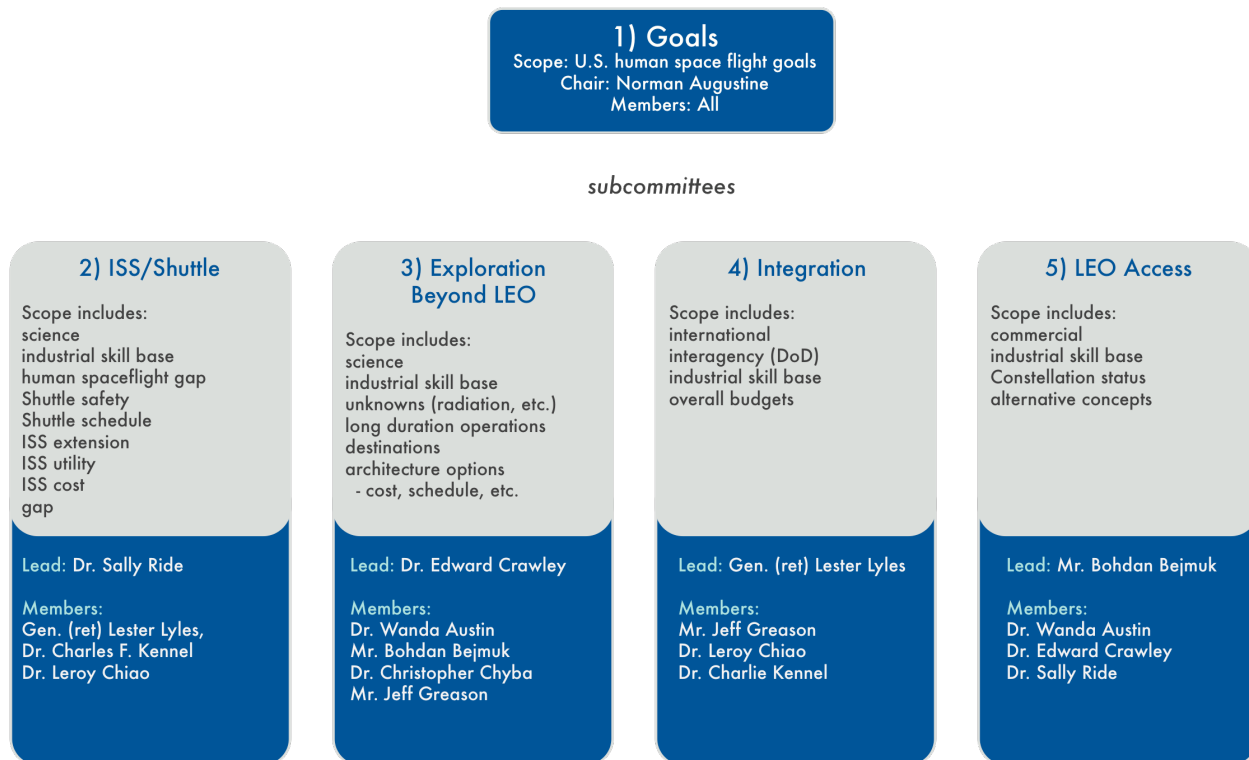 1) Goals
Scope: U.S. human space flight goals
Chair: Norman Augustine
Members: All
subcommittees
2) ISS/Shuttle
Scope includes:
science
industrial skill base
human spaceflight gap
Shuttle safety
Shuttle schedule
ISS extension
ISS utility
ISS cost
gap
Lead: Dr. Sally Ride
Members:
Gen. (ret) Lester Lyles,
Dr. Charles F. Kennel
Dr. Leroy Chiao
3) Exploration
Beyond LEO
Scope includes:
science
industrial skill base
unknowns (radiation, etc.)
long duration operations
destinations
architecture options
- cost, schedule, etc.
Lead: Dr. Edward Crawley
Members:
Dr. Wanda Austin
Mr. Bohdan Bejmuk
Dr. Christopher Chyba
Mr. Jeff Greason
4) Integration
Scope includes:
international
interagency (DoD)
industrial skill base
overall budgets
Lead: Gen. (ret) Lester Lyles
Members:
Mr. Jeff Greason
Dr. Leroy Chiao
Dr. Charlie Kennel
5) LEO Access
Scope includes:
commercial
industrial skill base
Constellation status
alternative concepts
Lead: Mr. Bohdan Bejmuk
Members:
Dr. Wanda Austin
Dr. Edward Crawley
Dr. Sally Ride